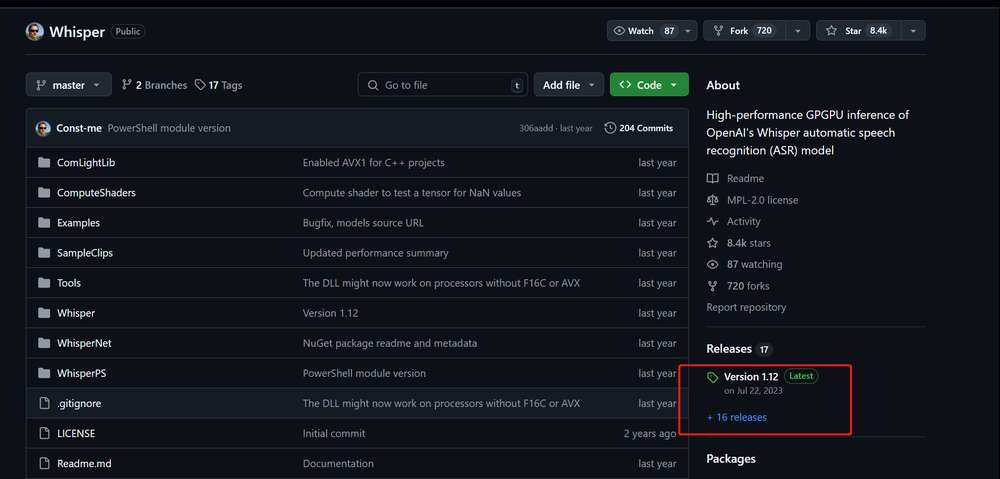 Whisper Public Watch 87 Fork 720 Star 8.4k
master 2 Branches 17 Tags Go to file t Add file Code
Const-me PowerShell module version 306aadd · last year 204 Commits
ComLightLib Enabled AVX1 for C++ projects last year
ComputeShaders Compute shader to test a tensor for NaN values last year
Examples Bugfix, models source URL last year
SampleClips Updated performance summary last year
Tools The DLL might now work on processors without F16C or AVX last year
Whisper Version 1.12 last year
WhisperNet NuGet package readme and metadata last year
WhisperPS PowerShell module version last year
.gitignore The DLL might now work on processors without F16C or AVX last year
LICENSE Initial commit 2 years ago
Readme.md Documentation last year
About
High-performance GPGPU inference of
OpenAI's Whisper automatic speech
recognition (ASR) model
Readme
MPL-2.0 license
Activity
8.4k stars
87 watching
720 forks
Report repository
Releases 17
Version 1.12 Latest
on Jul 22, 2023
+ 16 releases
Packages